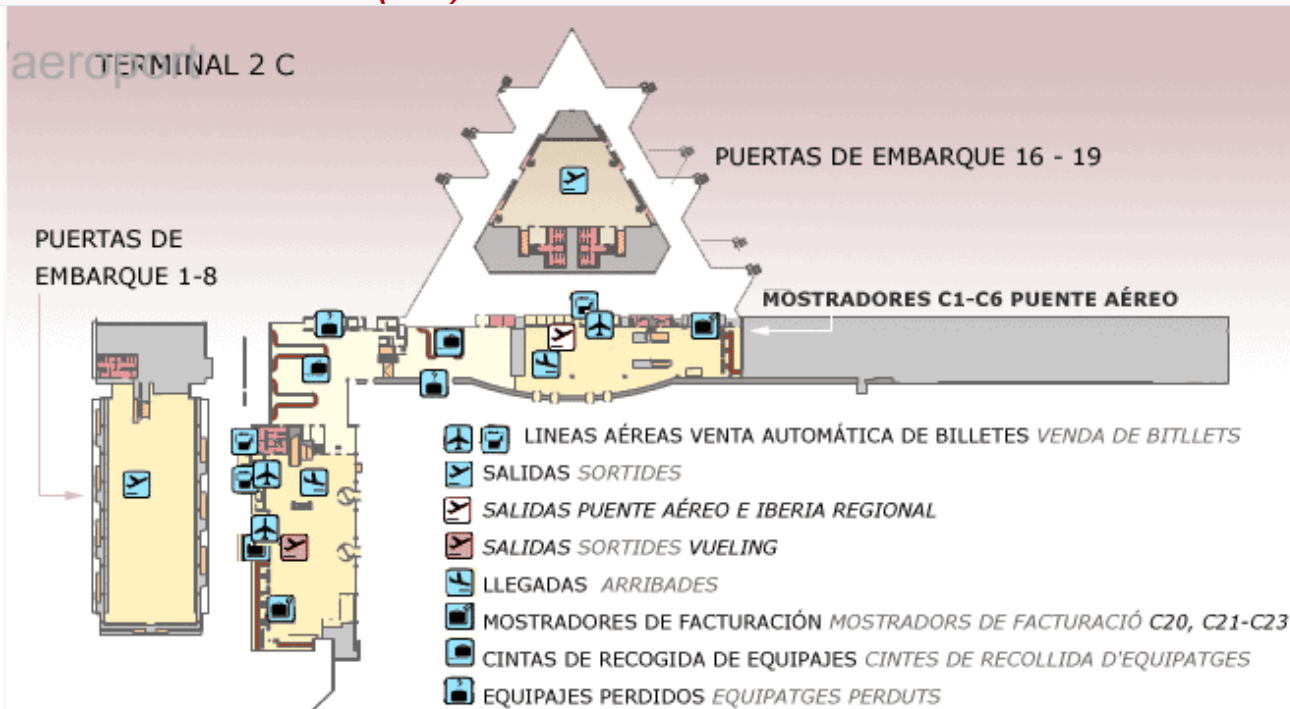 /aeroport
TERMINAL 2 C
PUERTAS DE EMBARQUE 16 - 19
PUERTAS DE
EMBARQUE 1-8
MOSTRADORES C1-C6 PUENTE AÉREO
LINEAS AÉREAS VENTA AUTOMÁTICA DE BILLETES VENDA DE BITLLETS
SALIDAS SORTIDES
SALIDAS PUENTE AÉREO E IBERIA REGIONAL
SALIDAS SORTIDES VUELING
LLEGADAS ARRIBADES
MOSTRADORES DE FACTURACIÓN MOSTRADORS DE FACTURACIÓ C20, C21-C23
CINTAS DE RECOGIDA DE EQUIPAJES CINTES DE RECOLLIDA D'EQUIPATGES
EQUIPAJES PERDIDOS EQUIPATGES PERDUTS